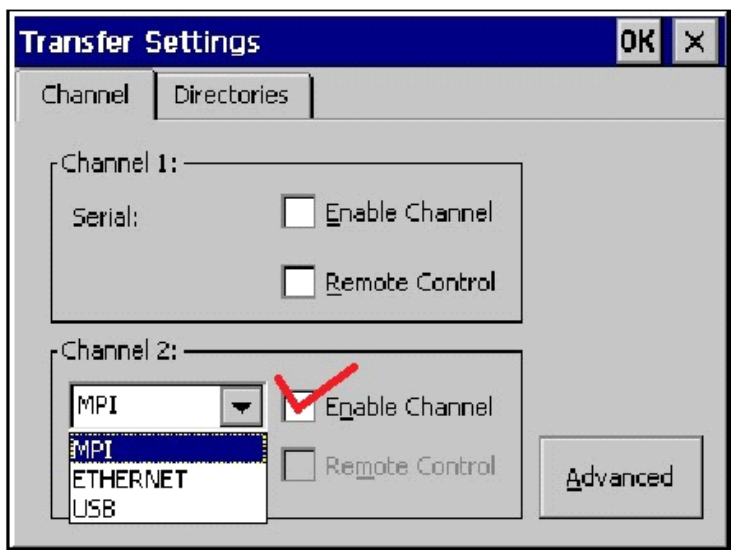 Transfer Settings OK ×
Channel Directories
Channel 1:
Serial: Enable Channel
Remote Control
Channel 2:
MPI Enable Channel
MPI
ETHERNET Remote Control
USB
Advanced